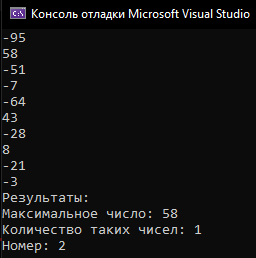 Консоль отладки Microsoft Visual Studio
-95
58
-51
-7
-64
43
-28
8
-21
-3
Результаты:
Максимальное число: 58
Количество таких чисел: 1
Номер: 2